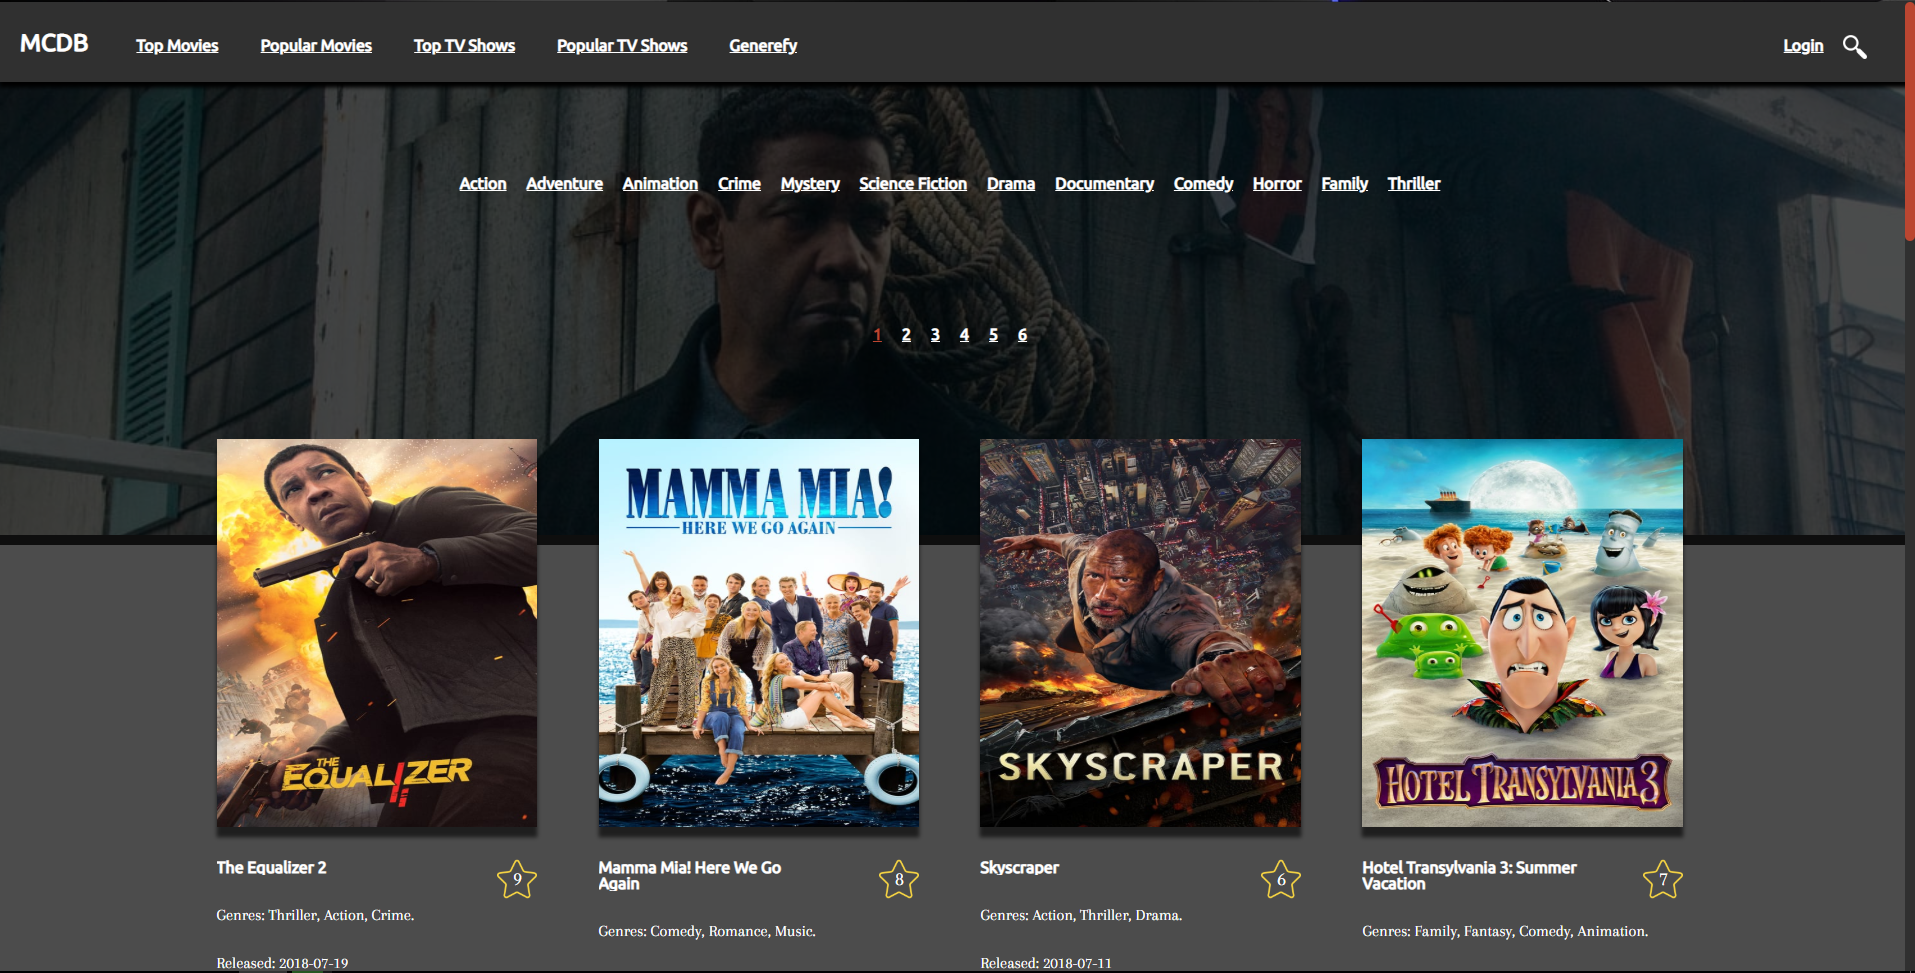 MCDB Top Movies Popular Movies Top TV Shows Popular TV Shows Generefy Login
Action Adventure Animation Crime Mystery Science Fiction Drama Documentary Comedy Horror Family Thriller
1 2 3 4 5 6
THE
EQUALIZER
II
MAMMA MIA!
HERE WE GO AGAIN
SKYSCRAPER
HOTEL TRANSYLVANIA 3
The Equalizer 2
9
Genres: Thriller, Action, Crime.
Released: 2018-07-19
Mamma Mia! Here We Go
Again
8
Genres: Comedy, Romance, Music.
Skyscraper
6
Genres: Action, Thriller, Drama.
Released: 2018-07-11
Hotel Transylvania 3: Summer
Vacation
7
Genres: Family, Fantasy, Comedy, Animation.